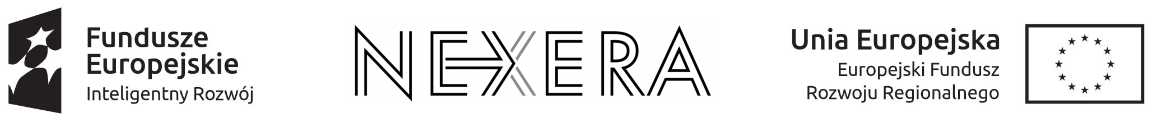 Fundusze
Europejskie
Inteligentny Rozwój
NEXERA
Unia Europejska
Europejski Fundusz
Rozwoju Regionalnego